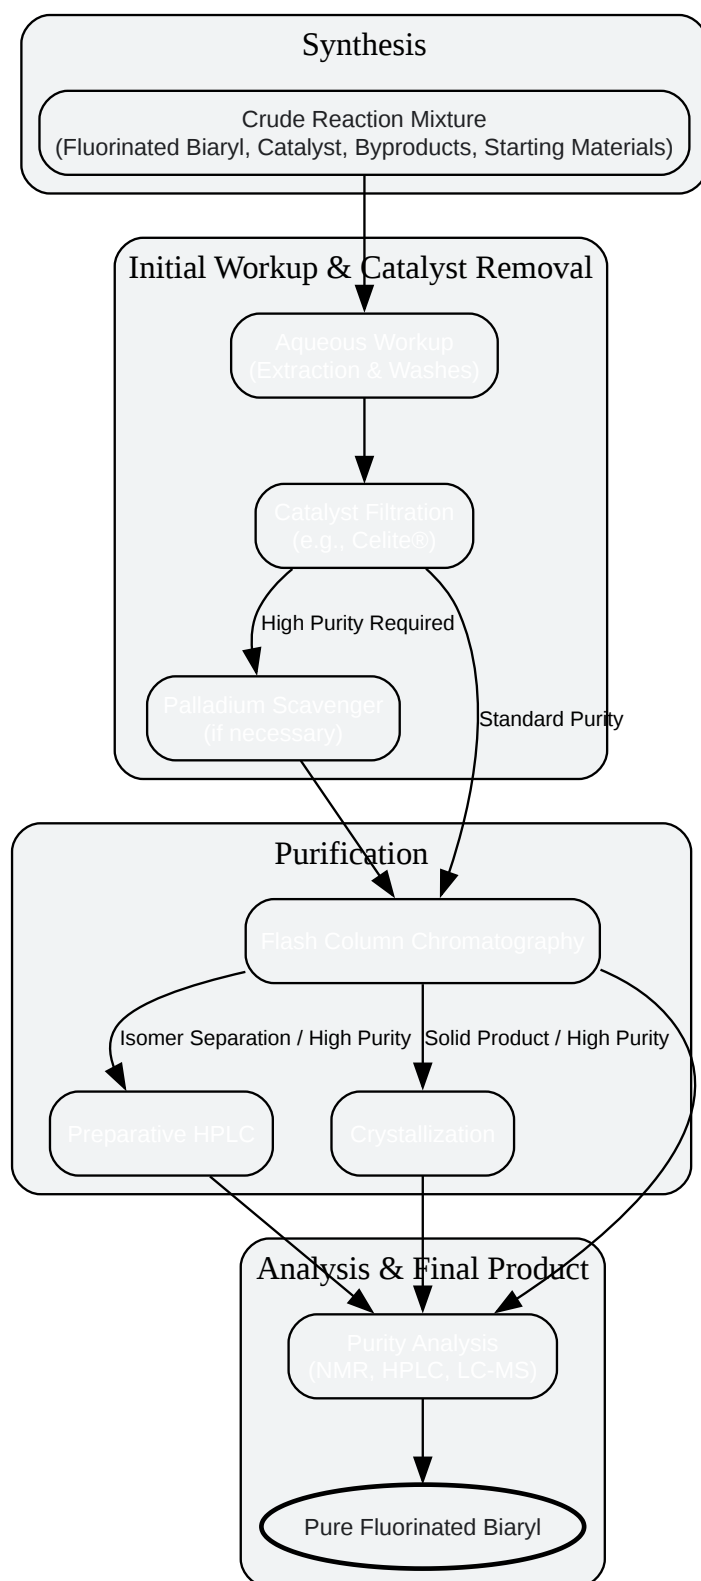 Synthesis
Crude Reaction Mixture
(Fluorinated Biaryl, Catalyst, Byproducts, Starting Materials)
Initial Workup & Catalyst Removal
Aqueous Workup
(Extraction & Washes)
Catalyst Filtration
(e.g., Celite®)
High Purity Required
Palladium Scavenger
(if necessary)
Standard Purity
Purification
Flash Column Chromatography
Isomer Separation / High Purity
Solid Product / High Purity
Preparative HPLC
Crystallization
Analysis & Final Product
Purity Analysis
(NMR, HPLC, LC-MS)
Pure Fluorinated Biaryl